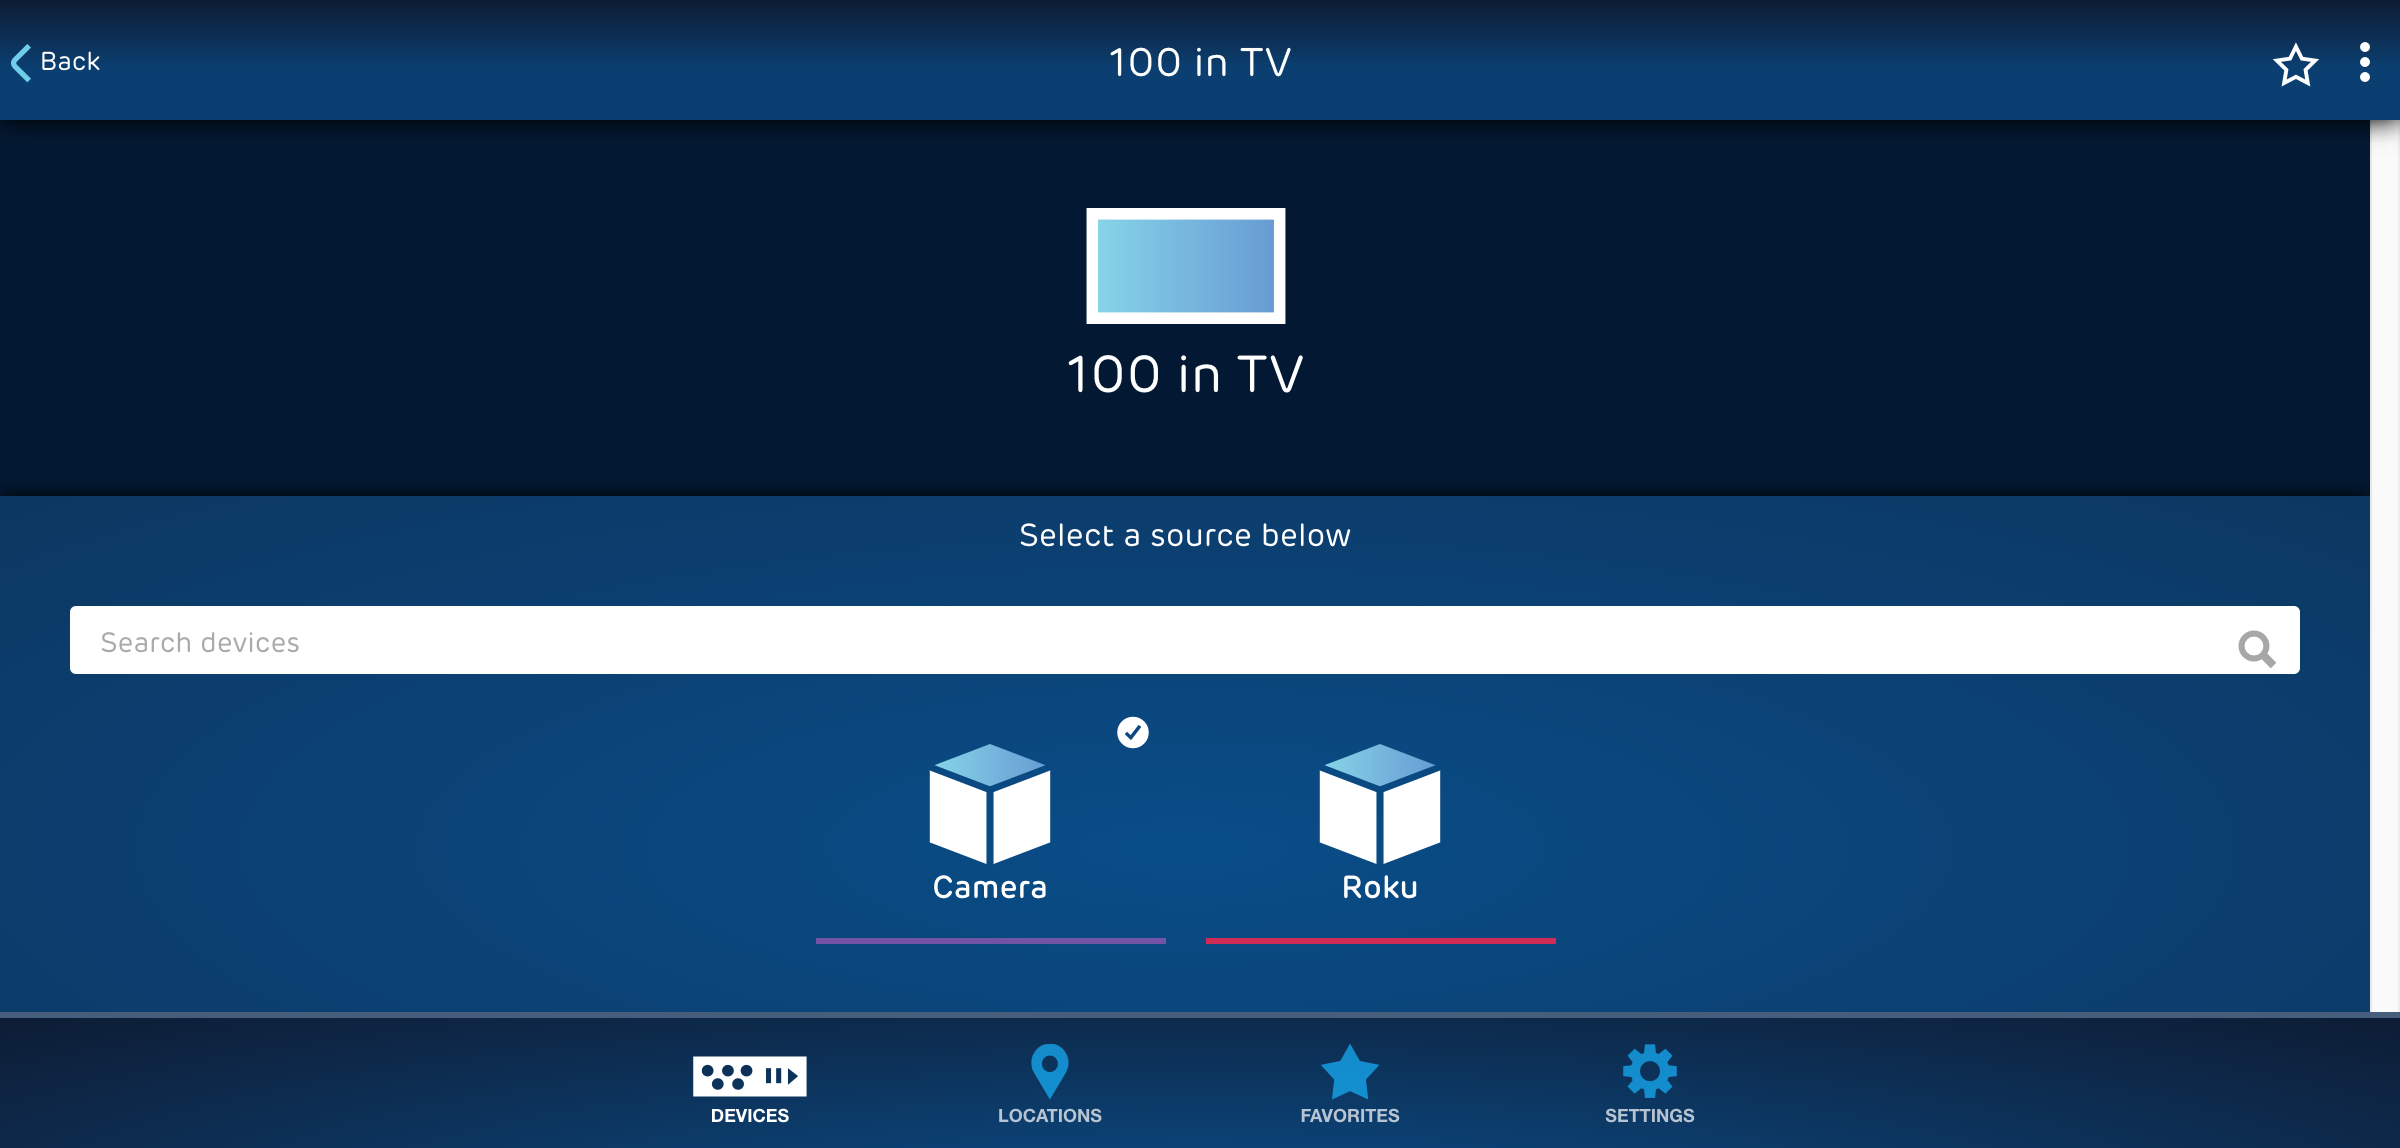 Back
100 in TV
100 in TV
Select a source below
Search devices
Camera
Roku
DEVICES
LOCATIONS
FAVORITES
SETTINGS